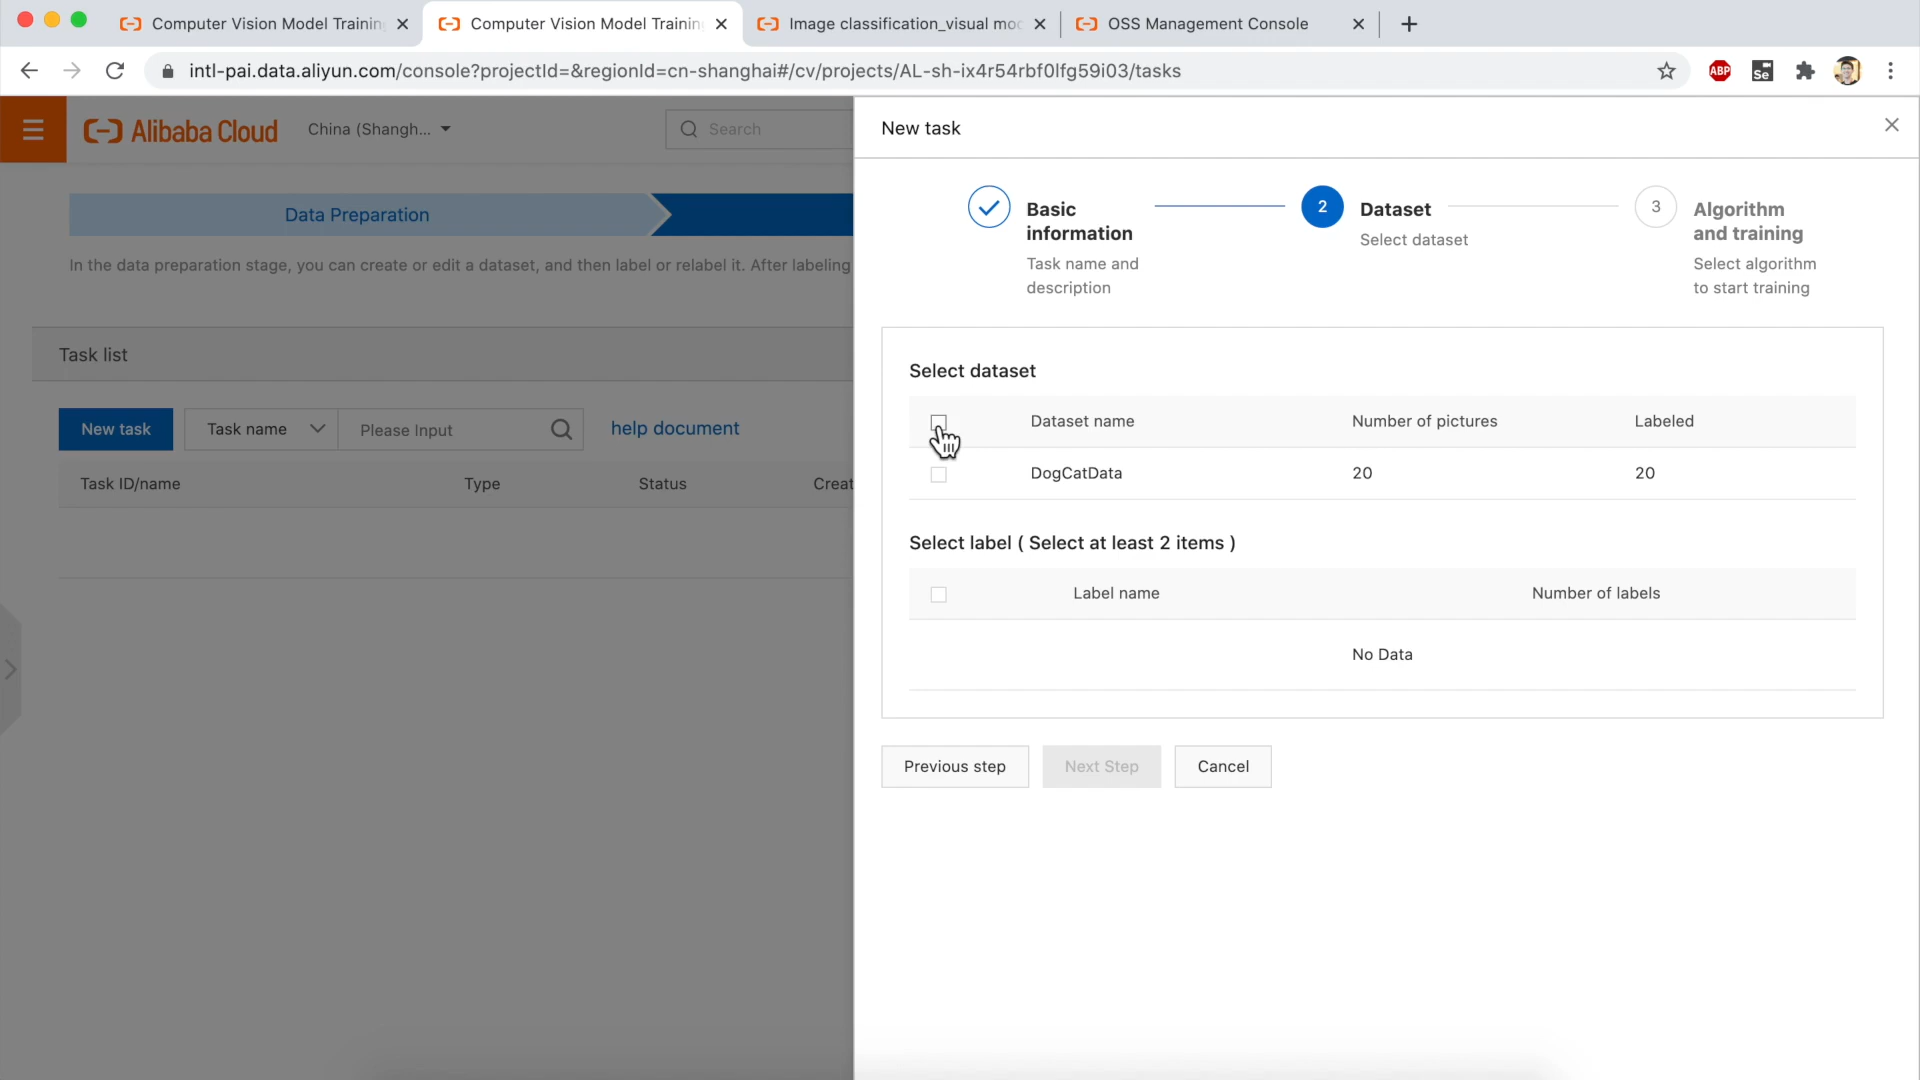 Computer Vision Model Training
Computer Vision Model Trainin
Image classification_visual mo
OSS Management Console
intl-pai.data.aliyun.com/console?projectId=&regionId=cn-shanghai#/cv/projects/AL-sh-ix4r54rbf0lfg59i03/tasks
ABP
Se
Alibaba Cloud
China (Shangh...
Search
New task
Basic
information
Task name and
description
2
Dataset
Select dataset
3
Algorithm
and training
Select algorithm
to start training
Data Preparation
In the data preparation stage, you can create or edit a dataset, and then label or relabel it. After labeling
Task list
New task
Task name
Please Input
help document
Task ID/name
Type
Status
Creat
Select dataset
Dataset name
Number of pictures
Labeled
DogCatData
20
20
Select label ( Select at least 2 items )
Label name
Number of labels
No Data
Previous step
Next Step
Cancel